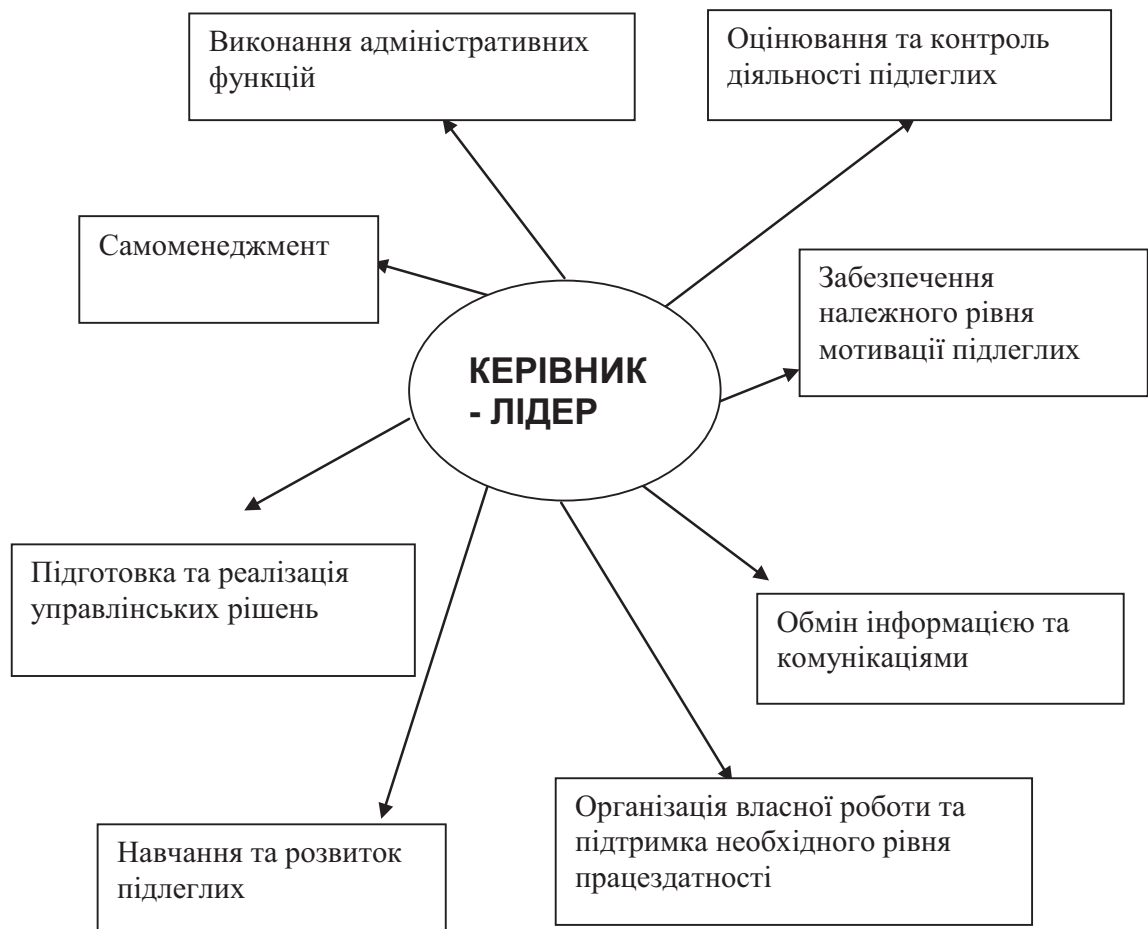 Виконання адміністративних
функцій
Оцінювання та контроль
діяльності підлеглих
Самоменеджмент
Забезпечення
належного рівня
мотивації підлеглих
КЕРІВНИК
- ЛІДЕР
Підготовка та реалізація
управлінських рішень
Обмін інформацією та
комунікаціями
Навчання та розвиток
підлеглих
Організація власної роботи та
підтримка необхідного рівня
працездатності